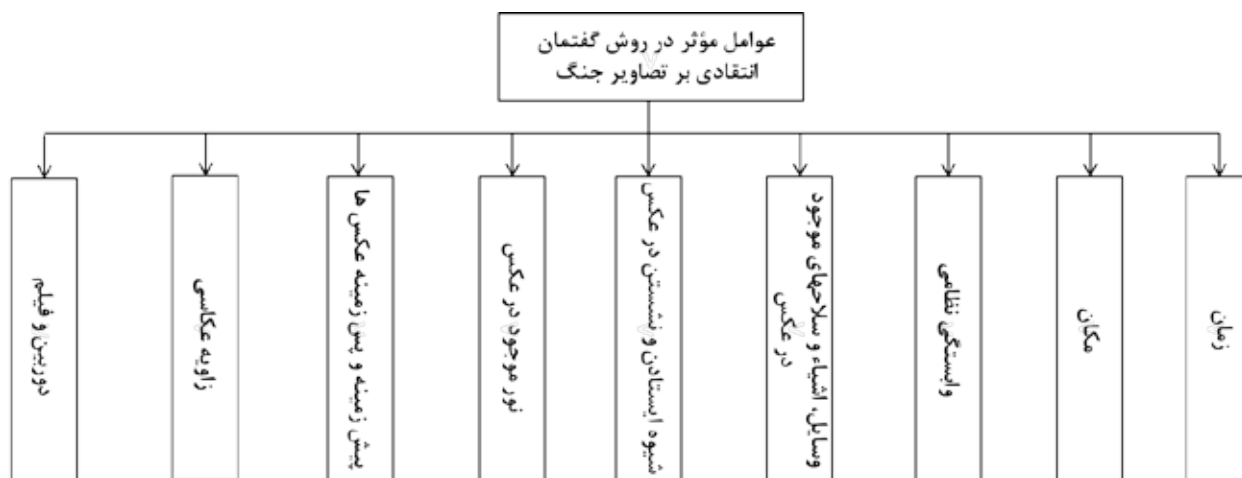 عوامل مؤثر در روش گفتمان
انتقادی بر تصاویر جنگ
زمان
مکان
وابستگی نظامی
وسایل، اشیاء و سلاحهای موجود
در عکس
شیوه ایستادن و نشستن در عکس
نور موجود در عکس
پیش زمینه و پس زمینه عکس ها
زاویه عکاسی
دوربین و فیلم